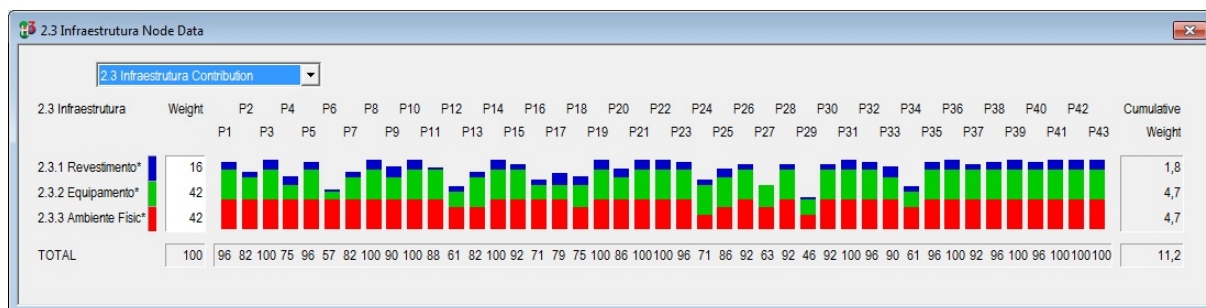 2.3 Infraestrutura Node Data
2.3 Infraestrutura Contribution
2.3 Infraestrutura Weight P2 P4 P6 P8 P10 P12 P14 P16 P18 P20 P22 P24 P26 P28 P30 P32 P34 P36 P38 P40 P42 Cumulative
P1 P3 P5 P7 P9 P11 P13 P15 P17 P19 P21 P23 P25 P27 P29 P31 P33 P35 P37 P39 P41 P43 Weight
2.3.1 Revestimento* 16 1,8
2.3.2 Equipamento* 42 4,7
2.3.3 Ambiente Físic* 42 4,7
TOTAL 100 96 82 100 75 96 57 82 100 90 100 88 61 82 100 92 71 79 75 100 86 100 100 96 71 86 92 63 92 46 92 100 96 90 61 96 100 92 96 100 96 100 100 100 11,2